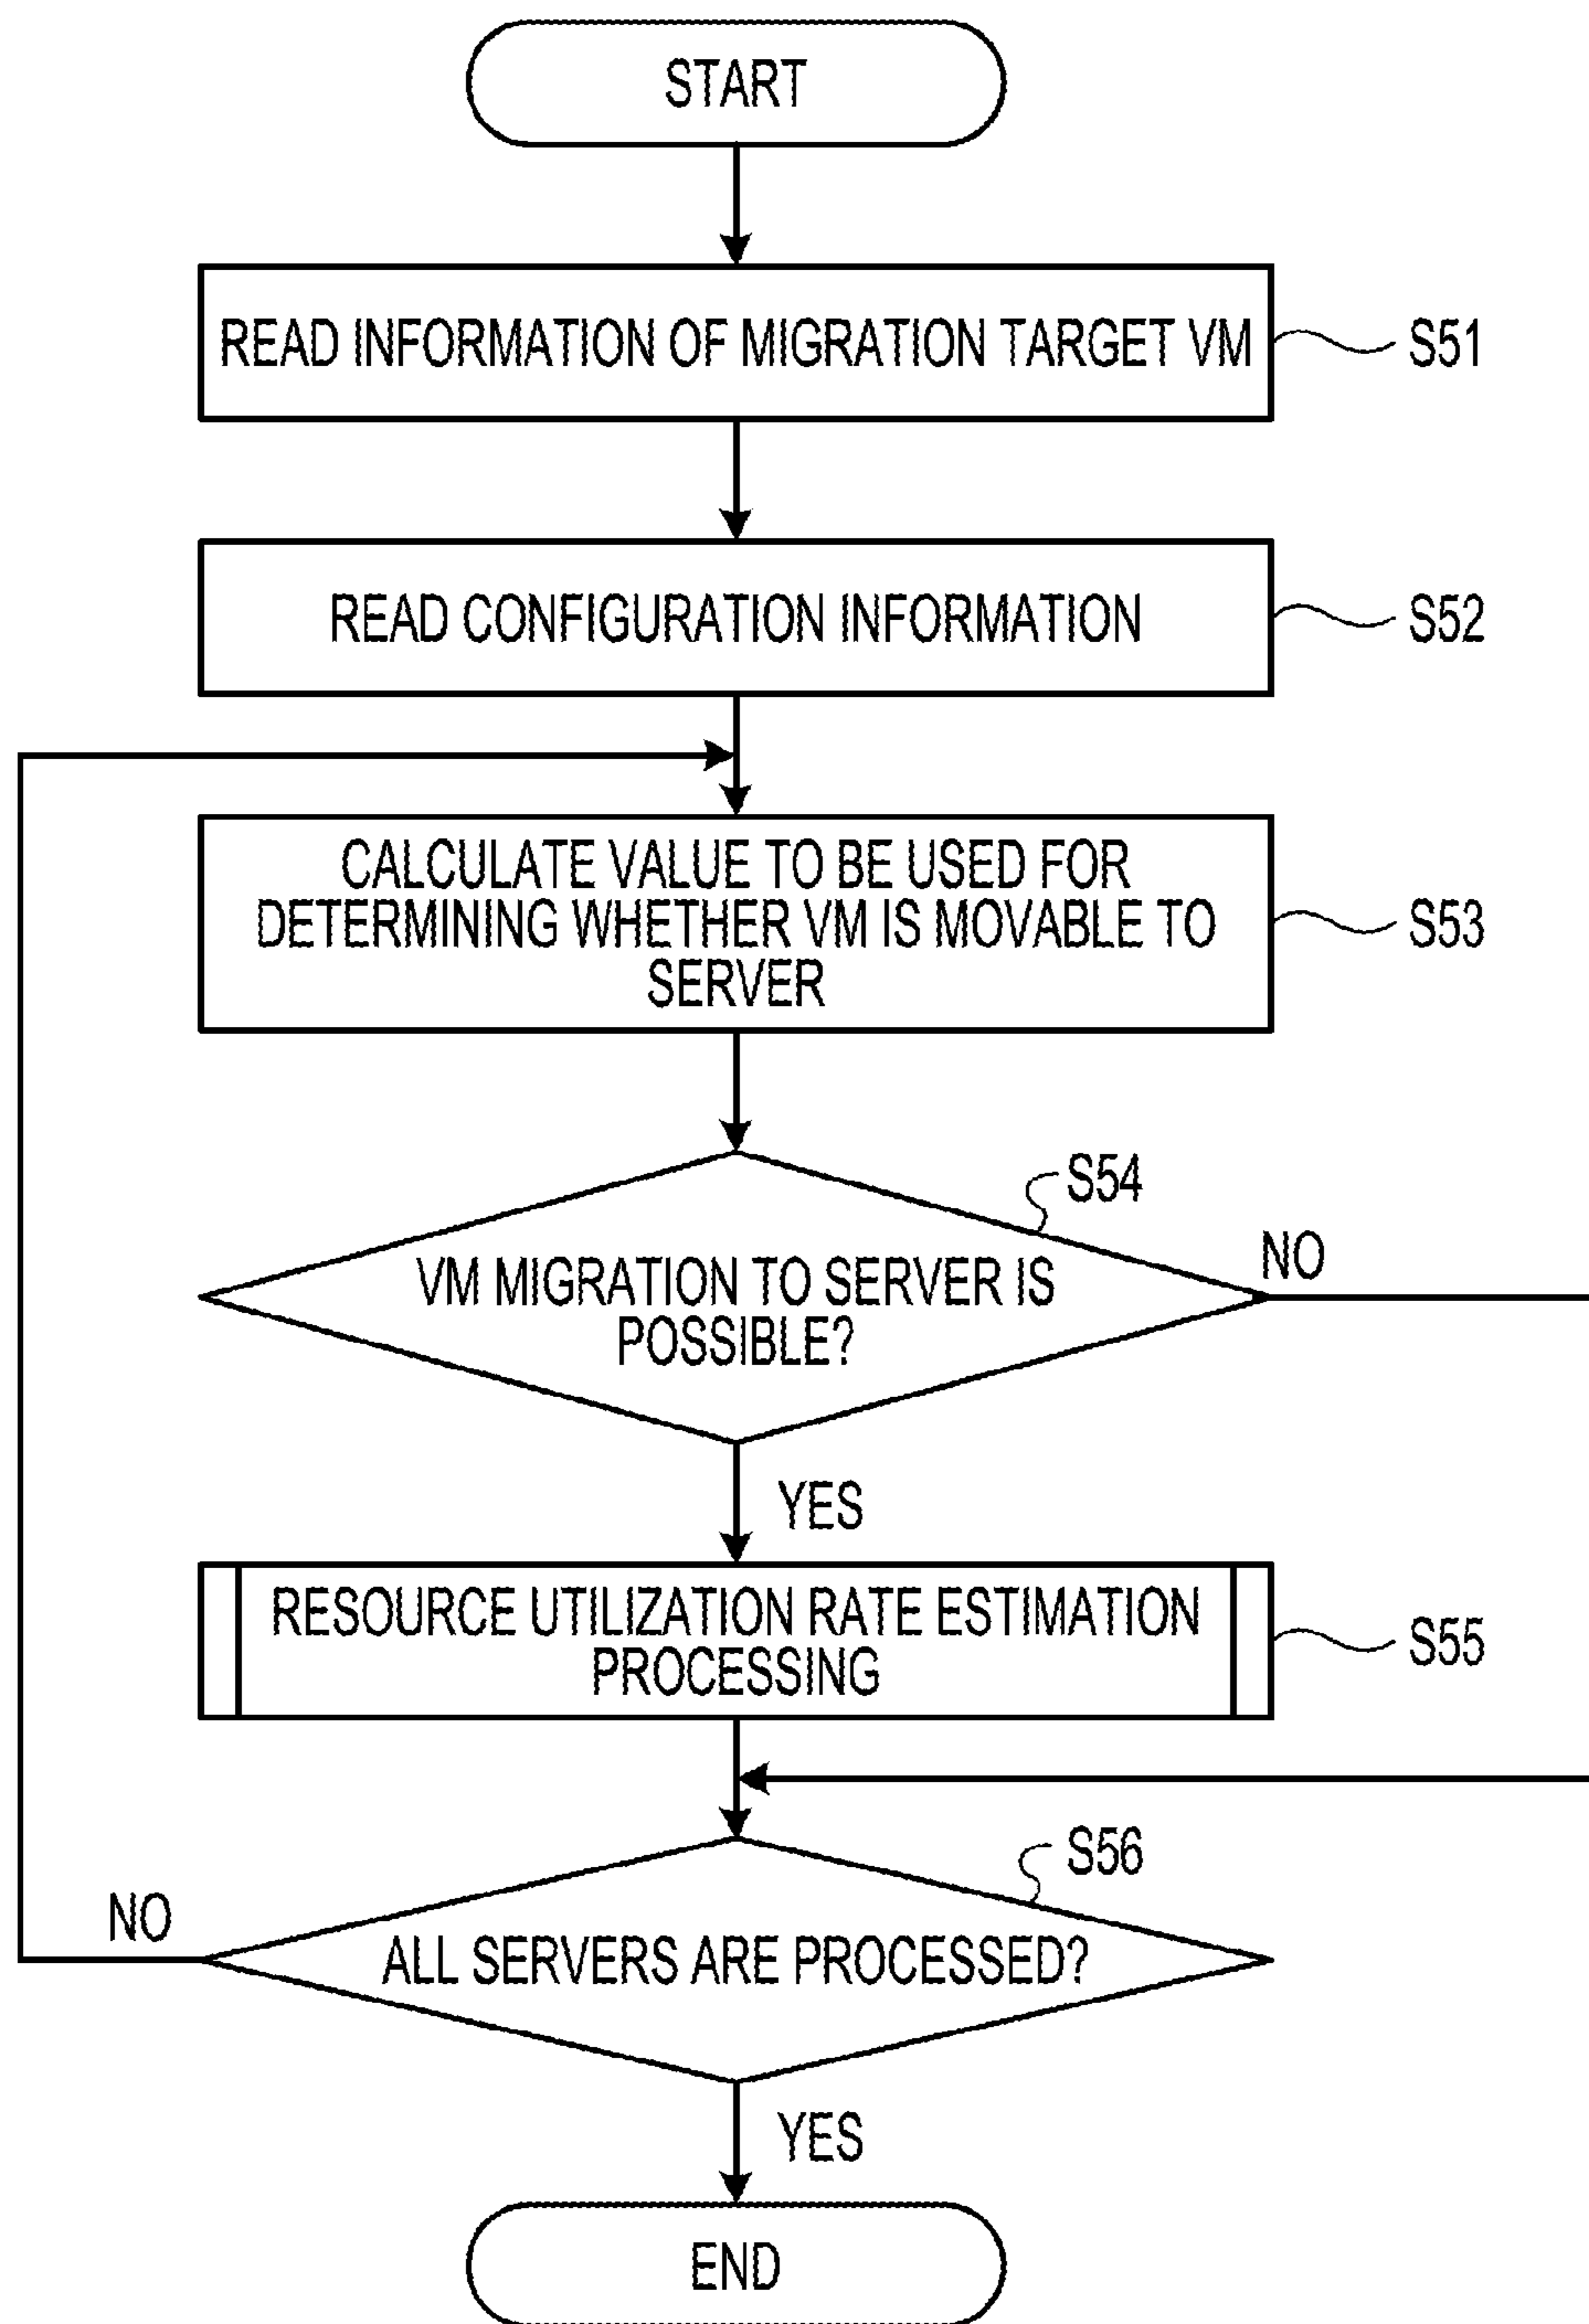 START
READ INFORMATION OF MIGRATION TARGET VM
S51
READ CONFIGURATION INFORMATION
S52
CALCULATE VALUE TO BE USED FOR
DETERMINING WHETHER VM IS MOVABLE TO
SERVER
S53
S54
VM MIGRATION TO SERVER IS
POSSIBLE?
NO
YES
RESOURCE UTILIZATION RATE ESTIMATION
PROCESSING
S55
S56
NO
ALL SERVERS ARE PROCESSED?
YES
END